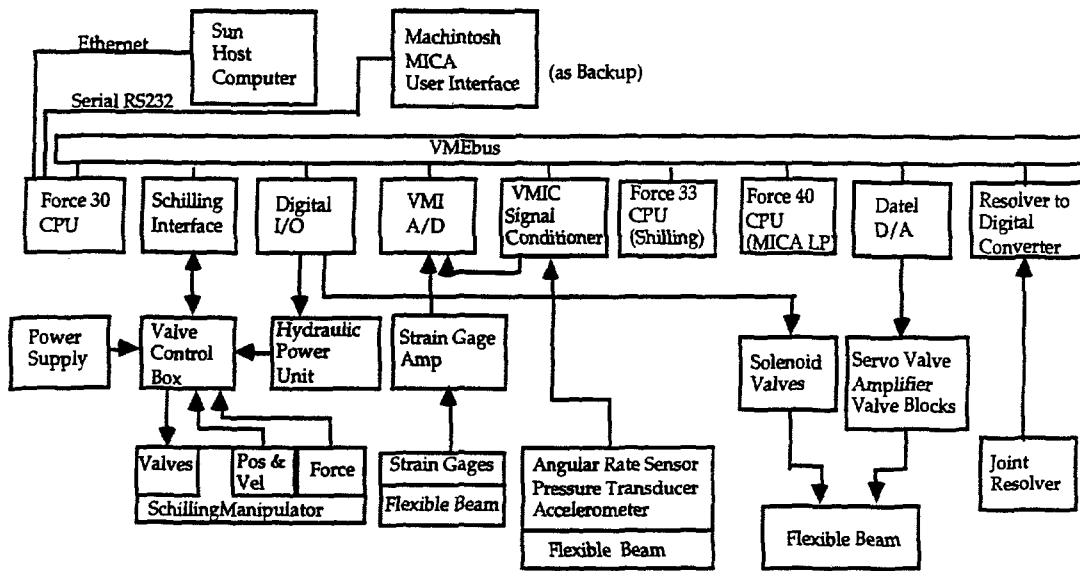 Ethernet
Sun
Host
Computer
Machintosh
MICA
User Interface
(as Backup)
Serial RS232
VMEbus
Force 30
CPU
Schilling
Interface
Digital
I/O
VMI
A/D
VMIC
Signal
Conditioner
Force 33
CPU
(Shilling)
Force 40
CPU
(MICA LP)
Datel
D/A
Resolver to
Digital
Converter
Power
Supply
Valve
Control
Box
Hydraulic
Power
Unit
Strain Gage
Amp
Solenoid
Valves
Servo Valve
Amplifier
Valve Blocks
Valves
Pos &
Vel
Force
SchillingManipulator
Strain Gages
Flexible Beam
Angular Rate Sensor
Pressure Transducer
Accelerometer
Flexible Beam
Flexible Beam
Joint
Resolver